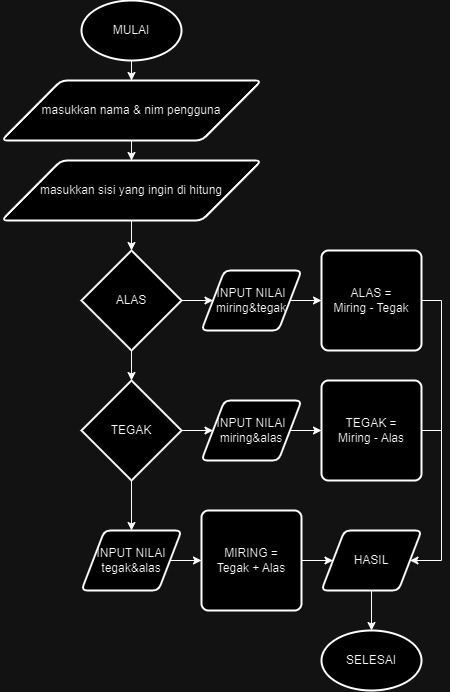 MULAI
masukkan nama & nim pengguna
masukkan sisi yang ingin di hitung
ALAS
INPUT NILAI
miring&tegak
ALAS =
Miring - Tegak
TEGAK
INPUT NILAI
miring&alas
TEGAK =
Miring - Alas
INPUT NILAI
tegak&alas
MIRING =
Tegak + Alas
HASIL
SELESAI